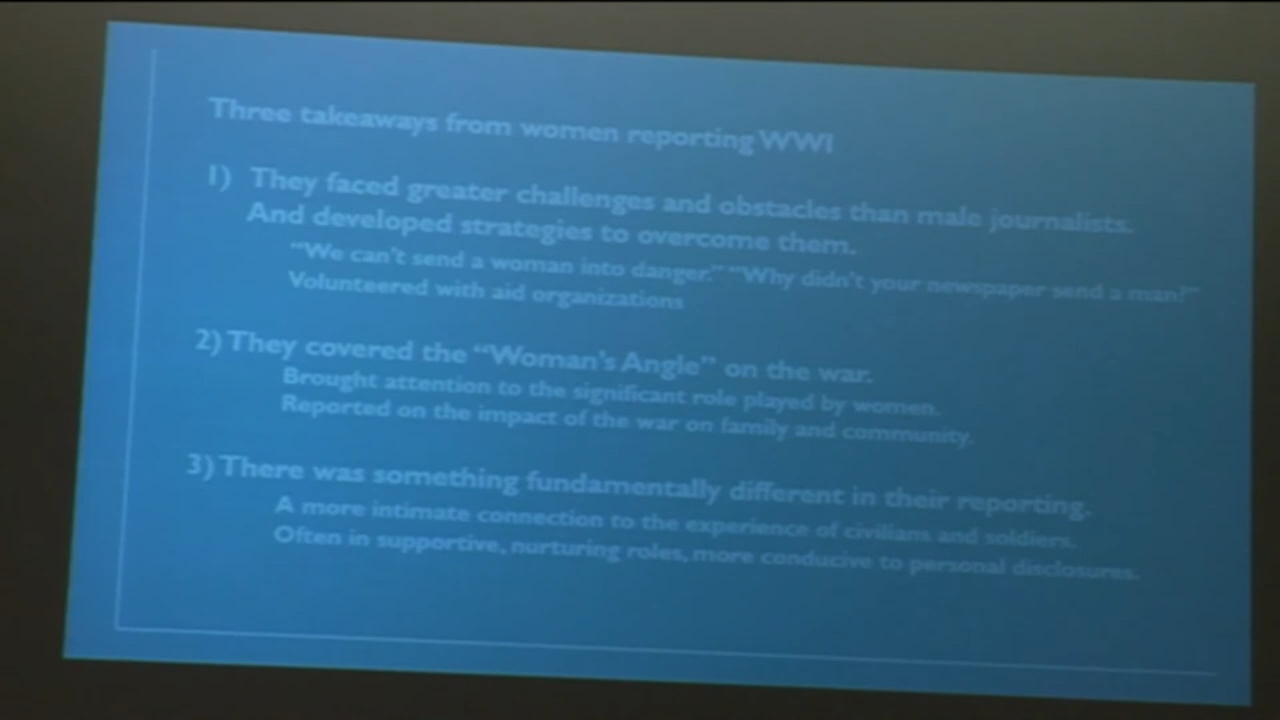 Three takeaways from women reporting WWI
1) They faced greater challenges and obstacles than male journalists.
And developed strategies to overcome them.
"We can't send a woman into danger." "Why didn't your newspaper send a man?"
Volunteered with aid organizations
2) They covered the "Woman's Angle" on the war.
Brought attention to the significant role played by women.
Reported on the impact of the war on family and community.
3) There was something fundamentally different in their reporting.
A more intimate connection to the experience of civilians and soldiers.
Often in supportive, nurturing roles, more conducive to personal disclosures.